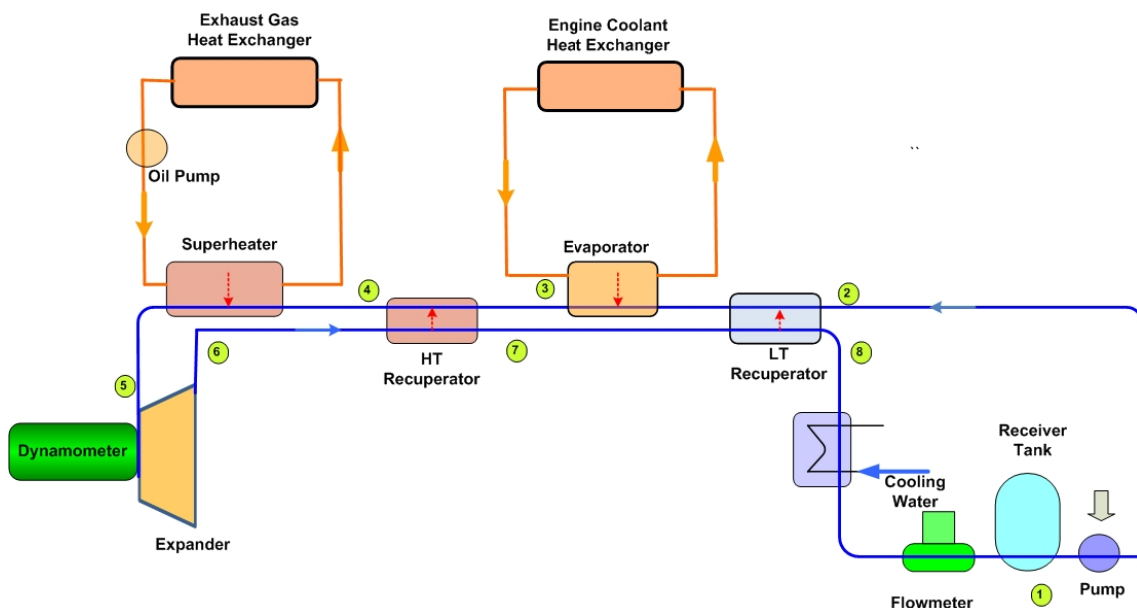 Exhaust Gas
Heat Exchanger
Engine Coolant
Heat Exchanger
``
Oil Pump
Superheater
Evaporator
4
3
2
6
7
8
HT
Recuperator
LT
Recuperator
5
Dynamometer
Receiver
Tank
Cooling
Water
Expander
Flowmeter
1
Pump